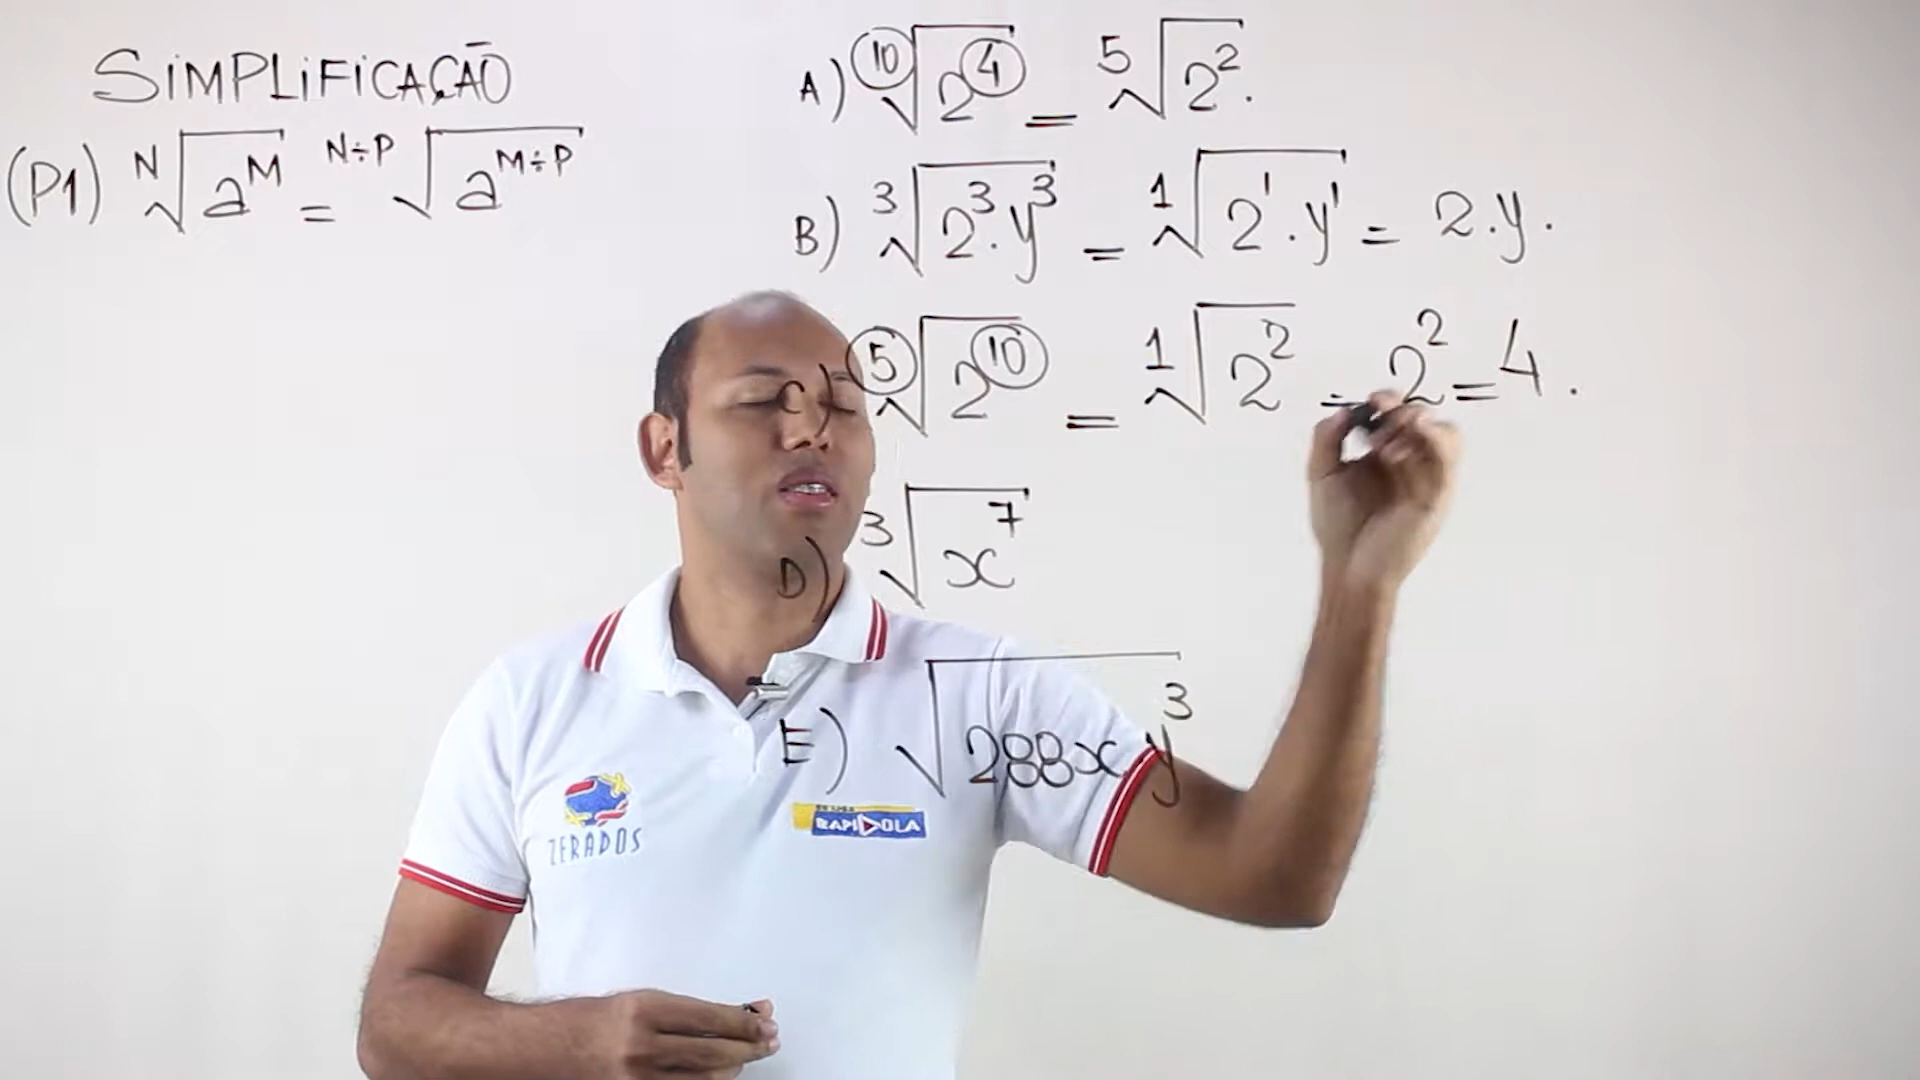 SIMPLIFICAÇÃO
(P1) ᴺ√(aᴹ) = ᴺ÷ᴾ√(aᴹ÷ᴾ)
A) ¹⁰√(2⁴) = ⁵√(2²).
B) ³√(2³.y³) = ¹√(2¹.y¹) = 2.y.
C) ⁵√(2¹⁰) = ¹√(2²) = 2² = 4.
D) ³√(x⁷)
E) √(288xy³)
ZERADOS
RAPIDOLA